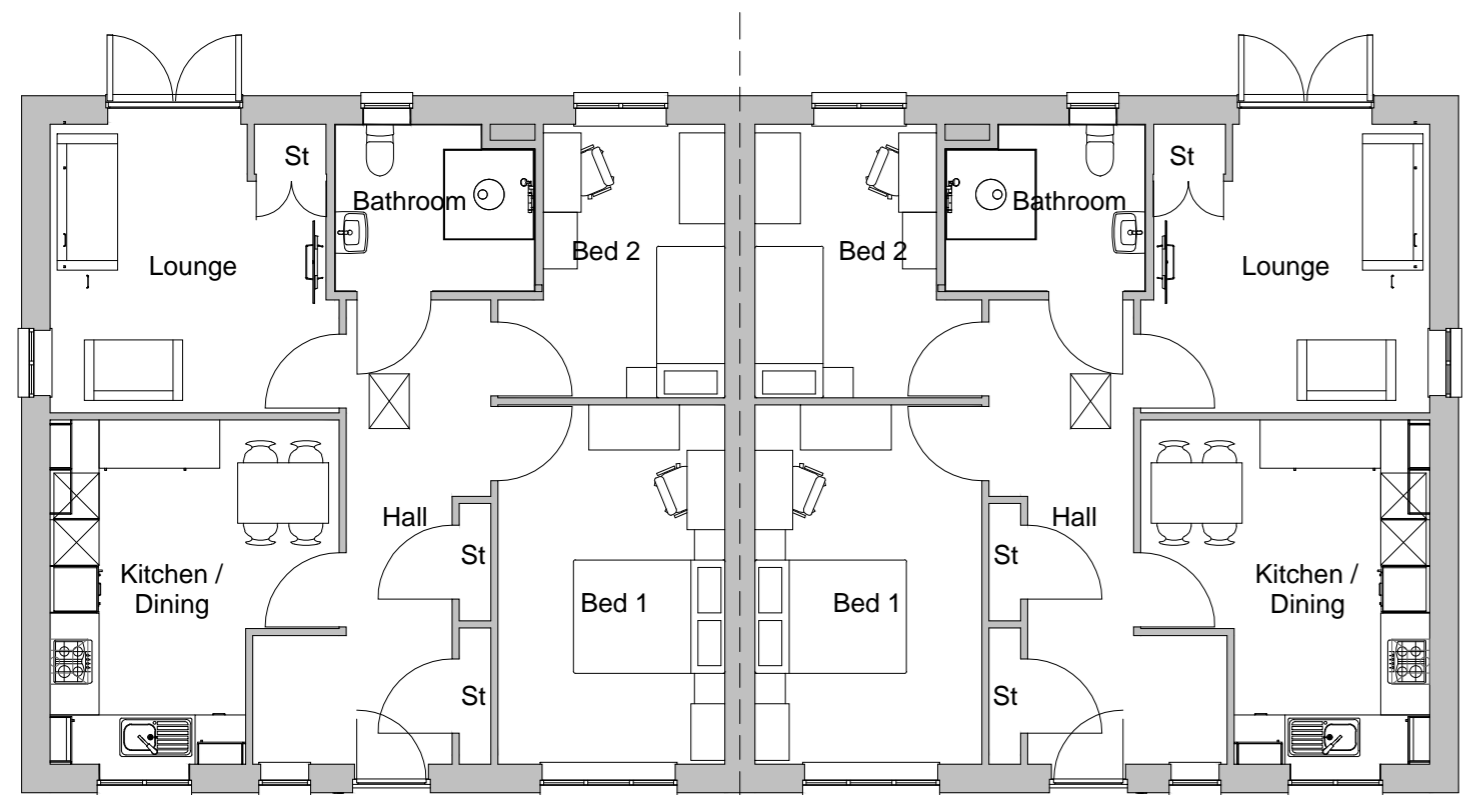 St
St
Bathroom
Bathroom
Bed 2
Bed 2
Lounge
Lounge
Hall
Hall
St
St
Kitchen /
Dining
Bed 1
Bed 1
Kitchen /
Dining
St
St